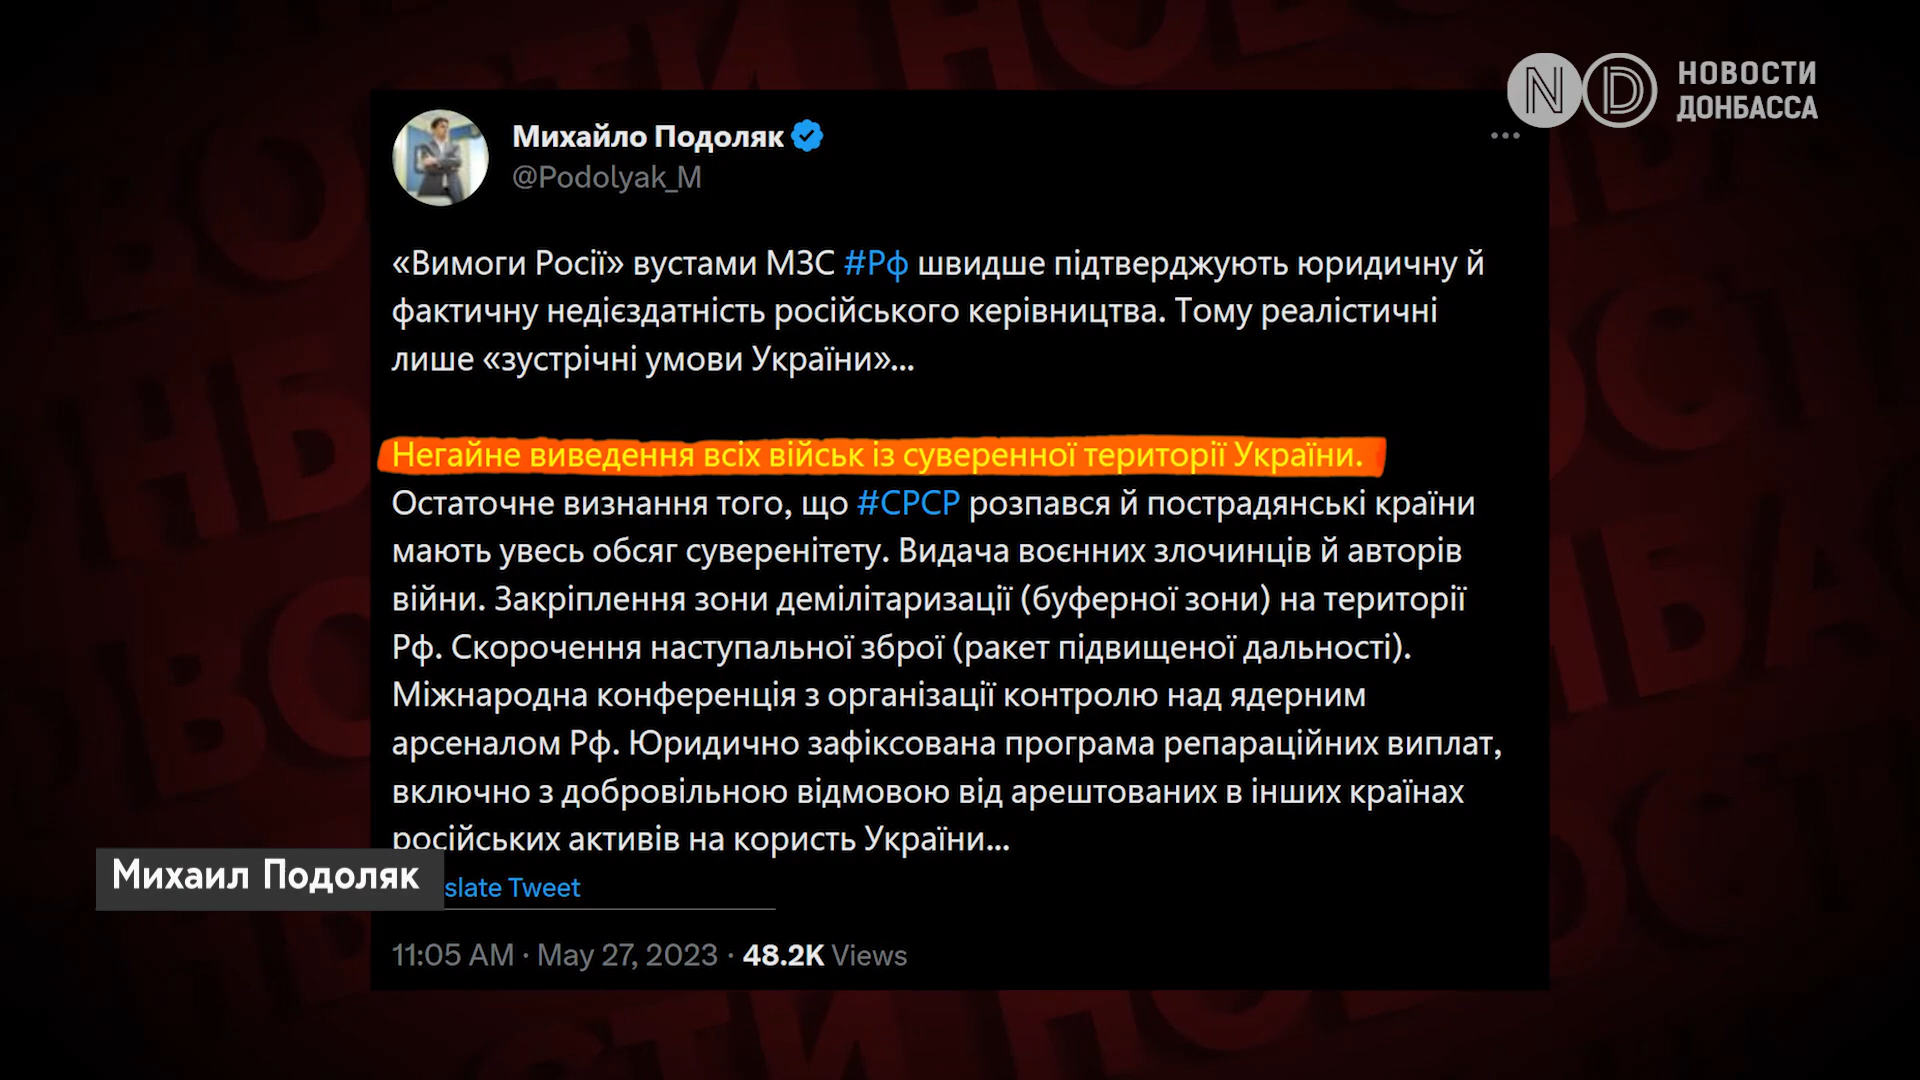 НОВОСТИ
ДОНБАССА
Михайло Подоляк
@Podolyak_M
«Вимоги Росії» вустами МЗС #Рф швидше підтверджують юридичну й
фактичну недієздатність російського керівництва. Тому реалістичні
лише «зустрічні умови України»...
Негайне виведення всіх військ із суверенної території України.
Остаточне визнання того, що #СРСР розпався й пострадянські країни
мають увесь обсяг суверенітету. Видача воєнних злочинців й авторів
війни. Закріплення зони демілітаризації (буферної зони) на території
Рф. Скорочення наступальної зброї (ракет підвищеної дальності).
Міжнародна конференція з організації контролю над ядерним
арсеналом Рф. Юридично зафіксована програма репараційних виплат,
включно з добровільною відмовою від арештованих в інших країнах
російських активів на користь України...
Михаил Подоляк
slate Tweet
11:05 AM · May 27, 2023 · 48.2K Views